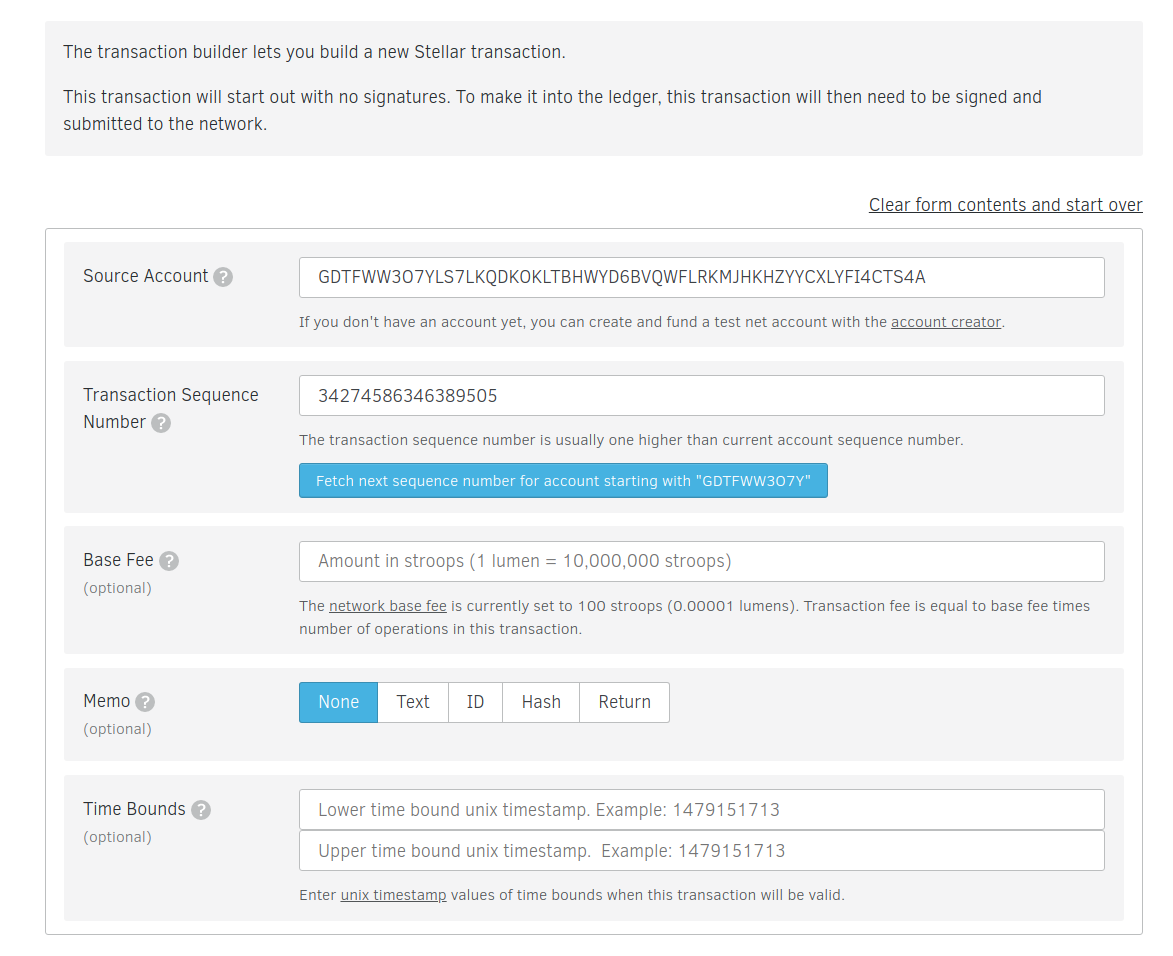 The transaction builder lets you build a new Stellar transaction.
This transaction will start out with no signatures. To make it into the ledger, this transaction will then need to be signed and
submitted to the network.
Clear form contents and start over
Source Account ?
GDTFWW3O7YLS7LKQDKOKLTBHWYD6BVQWFLRKMJHKHZYYCXLYFI4CTS4A
If you don't have an account yet, you can create and fund a test net account with the account creator.
Transaction Sequence
Number ?
34274586346389505
The transaction sequence number is usually one higher than current account sequence number.
Fetch next sequence number for account starting with "GDTFWW3O7Y"
Base Fee ?
(optional)
Amount in stroops (1 lumen = 10,000,000 stroops)
The network base fee is currently set to 100 stroops (0.00001 lumens). Transaction fee is equal to base fee times
number of operations in this transaction.
Memo ?
(optional)
None Text ID Hash Return
Time Bounds ?
(optional)
Lower time bound unix timestamp. Example: 1479151713
Upper time bound unix timestamp.  Example: 1479151713
Enter unix timestamp values of time bounds when this transaction will be valid.